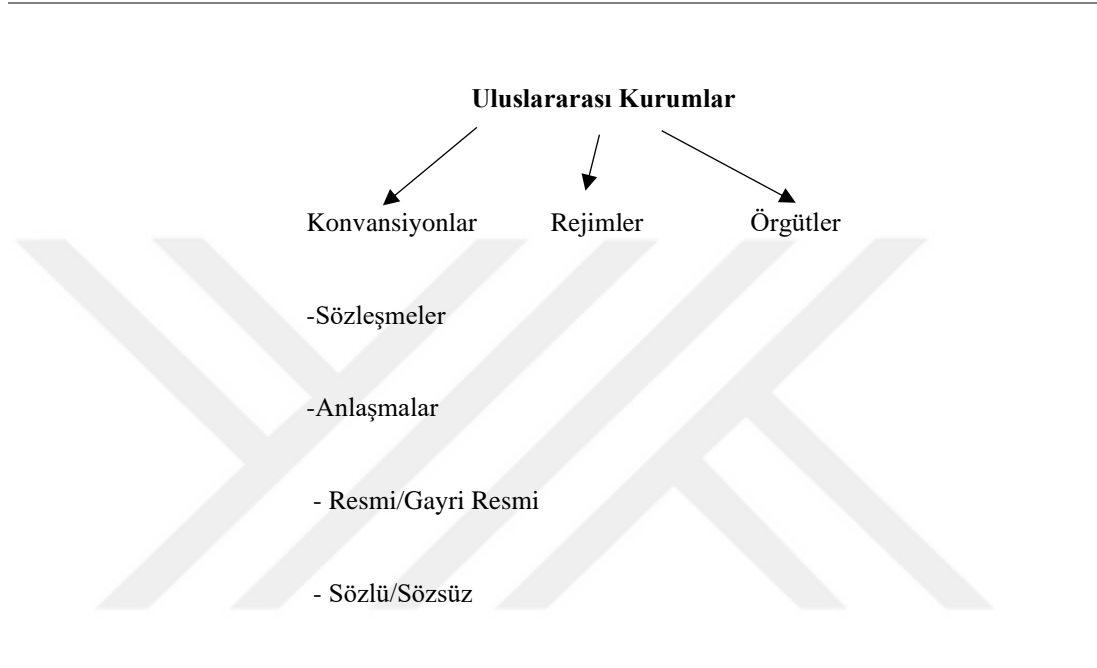 Uluslararası Kurumlar
Konvansiyonlar Rejimler Örgütler
-Sözleşmeler
-Anlaşmalar
- Resmi/Gayri Resmi
- Sözlü/Sözsüz